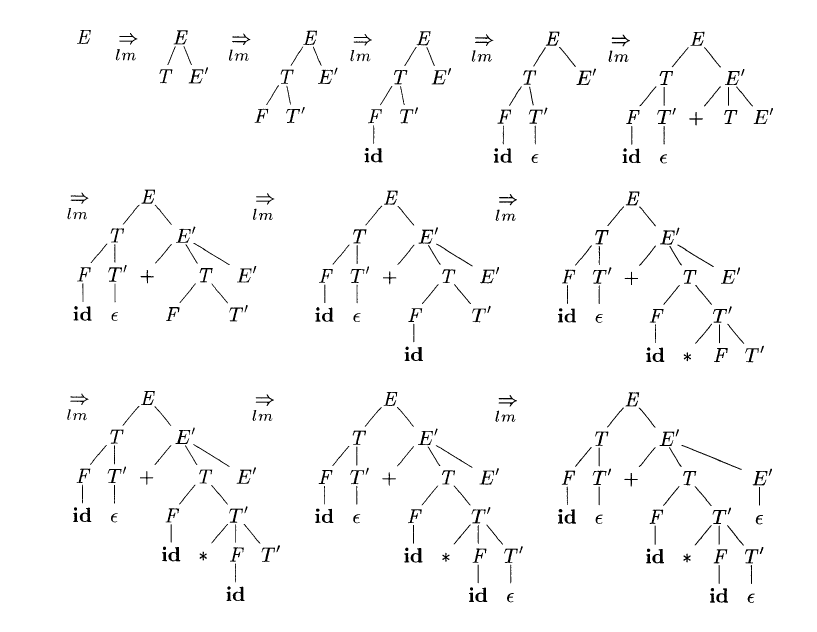 E ⇒ E ⇒ E ⇒ E ⇒ E ⇒ E
lm lm lm lm lm
T E′ T E′ T E′ T E′ T E′
F T′ F T′ F T′ F T′ + T E′
id id ϵ id ϵ
⇒ E ⇒ E ⇒ E
lm lm lm
T E′ T E′ T E′
F T′ + T E′ F T′ + T E′ F T′ + T E′
id ϵ F T′ id ϵ F T′ id ϵ F T′
id id * F T′
⇒ E ⇒ E ⇒ E
lm lm lm
T E′ T E′ T E′
F T′ + T E′ F T′ + T E′ F T′ + T E′
id ϵ F T′ id ϵ F T′ id ϵ F T′ ϵ
id * F T′ id * F T′ id * F T′
id id ϵ id ϵ